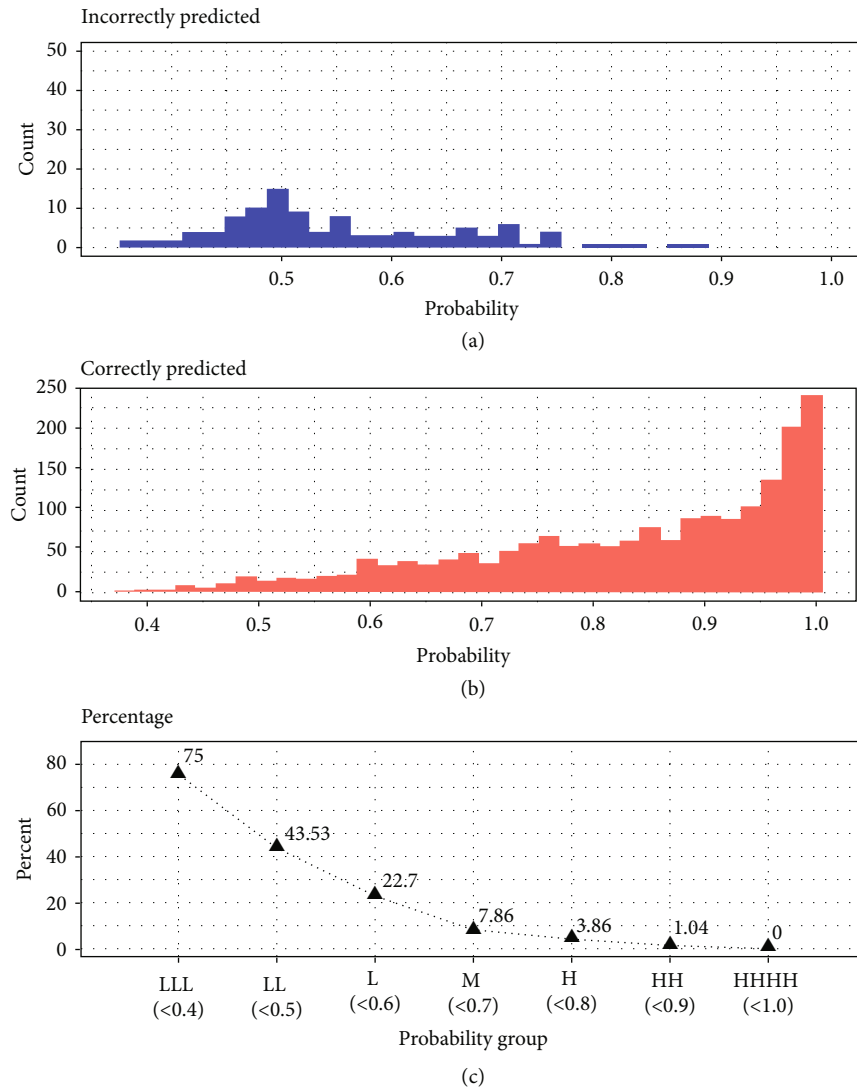 Incorrectly predicted
50
40
30
20
10
0
Count
0.5 0.6 0.7 0.8 0.9 1.0
Probability
(a)
Correctly predicted
250
200
150
100
50
0
Count
0.4 0.5 0.6 0.7 0.8 0.9 1.0
Probability
(b)
Percentage
80
60
40
20
0
Percent
75
43.53
22.7
7.86
3.86
1.04
0
LLL LL L M H HH HHHH
(<0.4) (<0.5) (<0.6) (<0.7) (<0.8) (<0.9) (<1.0)
Probability group
(c)